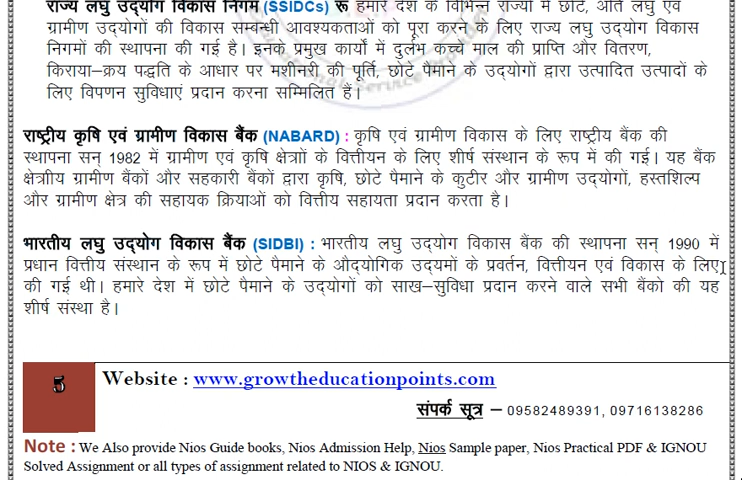 राज्य लघु उद्योग विकास निगम (SSIDCs) रू हमारे देश के विभिन्न राज्यों में छोटे, अति लघु एवं
ग्रामीण उद्योगों की विकास सम्बन्धी आवश्यकताओं को पूरा करने के लिए राज्य लघु उद्योग विकास
निगमों की स्थापना की गई है। इनके प्रमुख कार्यों में दुर्लभ कच्चे माल की प्राप्ति और वितरण,
किराया–क्रय पद्धति के आधार पर मशीनरी की पूर्ति, छोटे पैमाने के उद्योगों द्वारा उत्पादित उत्पादों के
लिए विपणन सुविधाएं प्रदान करना सम्मिलित हैं।
राष्ट्रीय कृषि एवं ग्रामीण विकास बैंक (NABARD) : कृषि एवं ग्रामीण विकास के लिए राष्ट्रीय बैंक की
स्थापना सन् 1982 में ग्रामीण एवं कृषि क्षेत्राों के वित्तीयन के लिए शीर्ष संस्थान के रूप में की गई। यह बैंक
क्षेत्राीय ग्रामीण बैंकों और सहकारी बैंकों द्वारा कृषि, छोटे पैमाने के कुटीर और ग्रामीण उद्योगों, हस्तशिल्प
और ग्रामीण क्षेत्र की सहायक क्रियाओं को वित्तीय सहायता प्रदान करता है।
भारतीय लघु उद्योग विकास बैंक (SIDBI) : भारतीय लघु उद्योग विकास बैंक की स्थापना सन् 1990 में
प्रधान वित्तीय संस्थान के रूप में छोटे पैमाने के औद्योगिक उद्यमों के प्रवर्तन, वित्तीयन एवं विकास के लिए
की गई थी। हमारे देश में छोटे पैमाने के उद्योगों को साख–सुविधा प्रदान करने वाले सभी बैंको की यह
शीर्ष संस्था है।
5 Website : www.growtheducationpoints.com
संपर्क सूत्र – 09582489391, 09716138286
Note : We Also provide Nios Guide books, Nios Admission Help, Nios Sample paper, Nios Practical PDF & IGNOU
Solved Assignment or all types of assignment related to NIOS & IGNOU.